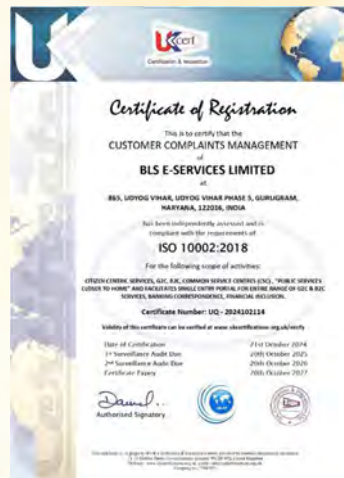 UKcert
Certification & Inspection
Certificate of Registration
This is to certify that the
CUSTOMER COMPLAINTS MANAGEMENT
of
BLS E-SERVICES LIMITED
at
865, UDYOG VIHAR, UDYOG VIHAR PHASE 5, GURUGRAM,
HARYANA, 122016, INDIA
has been independently assessed and is
compliant with the requirements of
ISO 10002:2018
For the following scope of activities:
CITIZEN CENTRIC SERVICES, G2C, B2C, COMMON SERVICE CENTRES (CSC), "PUBLIC SERVICES
CLOSER TO HOME" AND FACILITATES SINGLE ENTRY PORTAL FOR ENTIRE RANGE OF G2C & B2C
SERVICES, BANKING CORRESPONDENCE, FINANCIAL INCLUSION.
Certificate Number: UQ - 2024102114
Validity of this certificate can be verified at www.ukcertifications.org.uk/verify
Date of Certification 21st October 2024
1st Surveillance Audit Due 20th October 2025
2nd Surveillance Audit Due 20th October 2026
Certificate Expiry 20th October 2027
Authorised Signatory